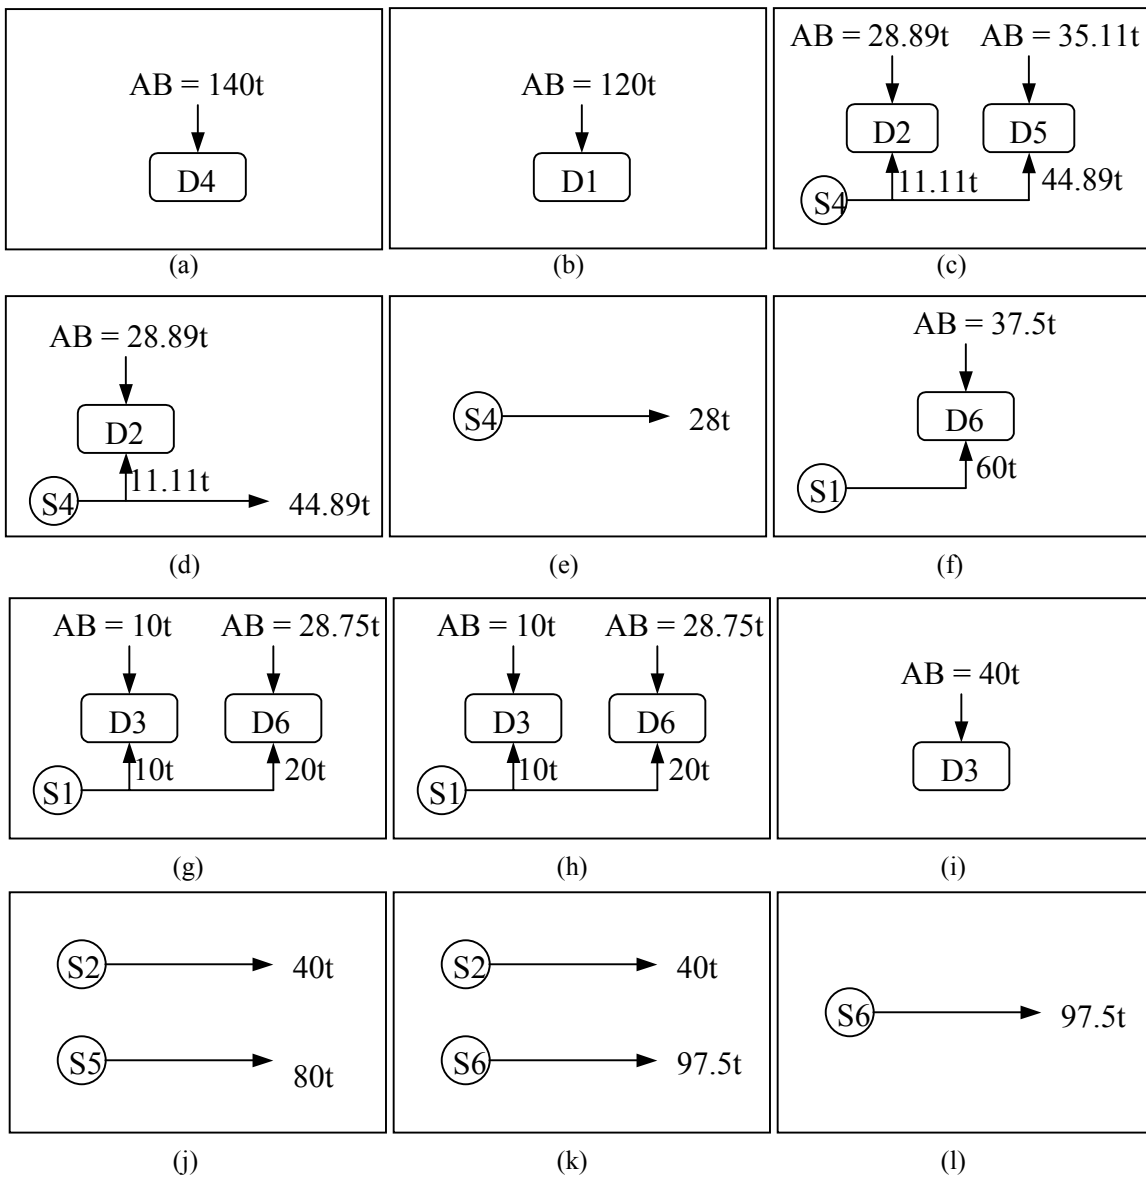 AB = 140t
D4
(a)
AB = 120t
D1
(b)
AB = 28.89t AB = 35.11t
D2 D5
11.11t 44.89t
S4
(c)
AB = 28.89t
D2
11.11t
S4 44.89t
(d)
S4 28t
(e)
AB = 37.5t
D6
60t
S1
(f)
AB = 10t AB = 28.75t
D3 D6
10t 20t
S1
(g)
AB = 10t AB = 28.75t
D3 D6
10t 20t
S1
(h)
AB = 40t
D3
(i)
S2 40t
S5 80t
(j)
S2 40t
S6 97.5t
(k)
S6 97.5t
(l)